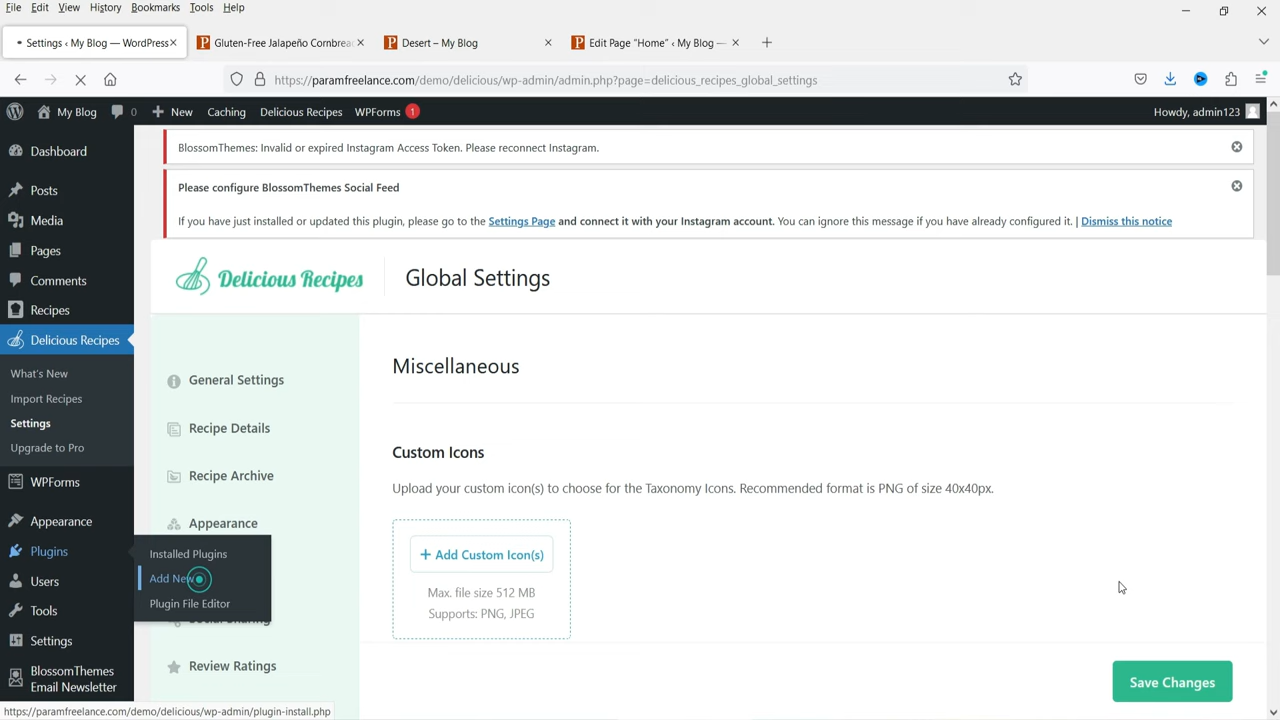 File Edit View History Bookmarks Tools Help
Settings ‹ My Blog — WordPress
Gluten-Free Jalapeño Cornbrea
Desert – My Blog
Edit Page “Home” ‹ My Blog —
https://paramfreelance.com/demo/delicious/wp-admin/admin.php?page=delicious_recipes_global_settings
My Blog 0 New Caching Delicious Recipes WPForms 1 Howdy, admin123
BlossomThemes: Invalid or expired Instagram Access Token. Please reconnect Instagram.
Please configure BlossomThemes Social Feed
If you have just installed or updated this plugin, please go to the Settings Page and connect it with your Instagram account. You can ignore this message if you have already configured it. | Dismiss this notice
Dashboard
Posts
Media
Pages
Comments
Recipes
Delicious Recipes
What's New
Import Recipes
Settings
Upgrade to Pro
WPForms
Appearance
Plugins
Users
Tools
Settings
BlossomThemes
Email Newsletter
Installed Plugins
Add New
Plugin File Editor
Delicious Recipes
Global Settings
General Settings
Recipe Details
Recipe Archive
Appearance
Social Sharing
Review Ratings
Miscellaneous
Custom Icons
Upload your custom icon(s) to choose for the Taxonomy Icons. Recommended format is PNG of size 40x40px.
+ Add Custom Icon(s)
Max. file size 512 MB
Supports: PNG, JPEG
Save Changes
https://paramfreelance.com/demo/delicious/wp-admin/plugin-install.php